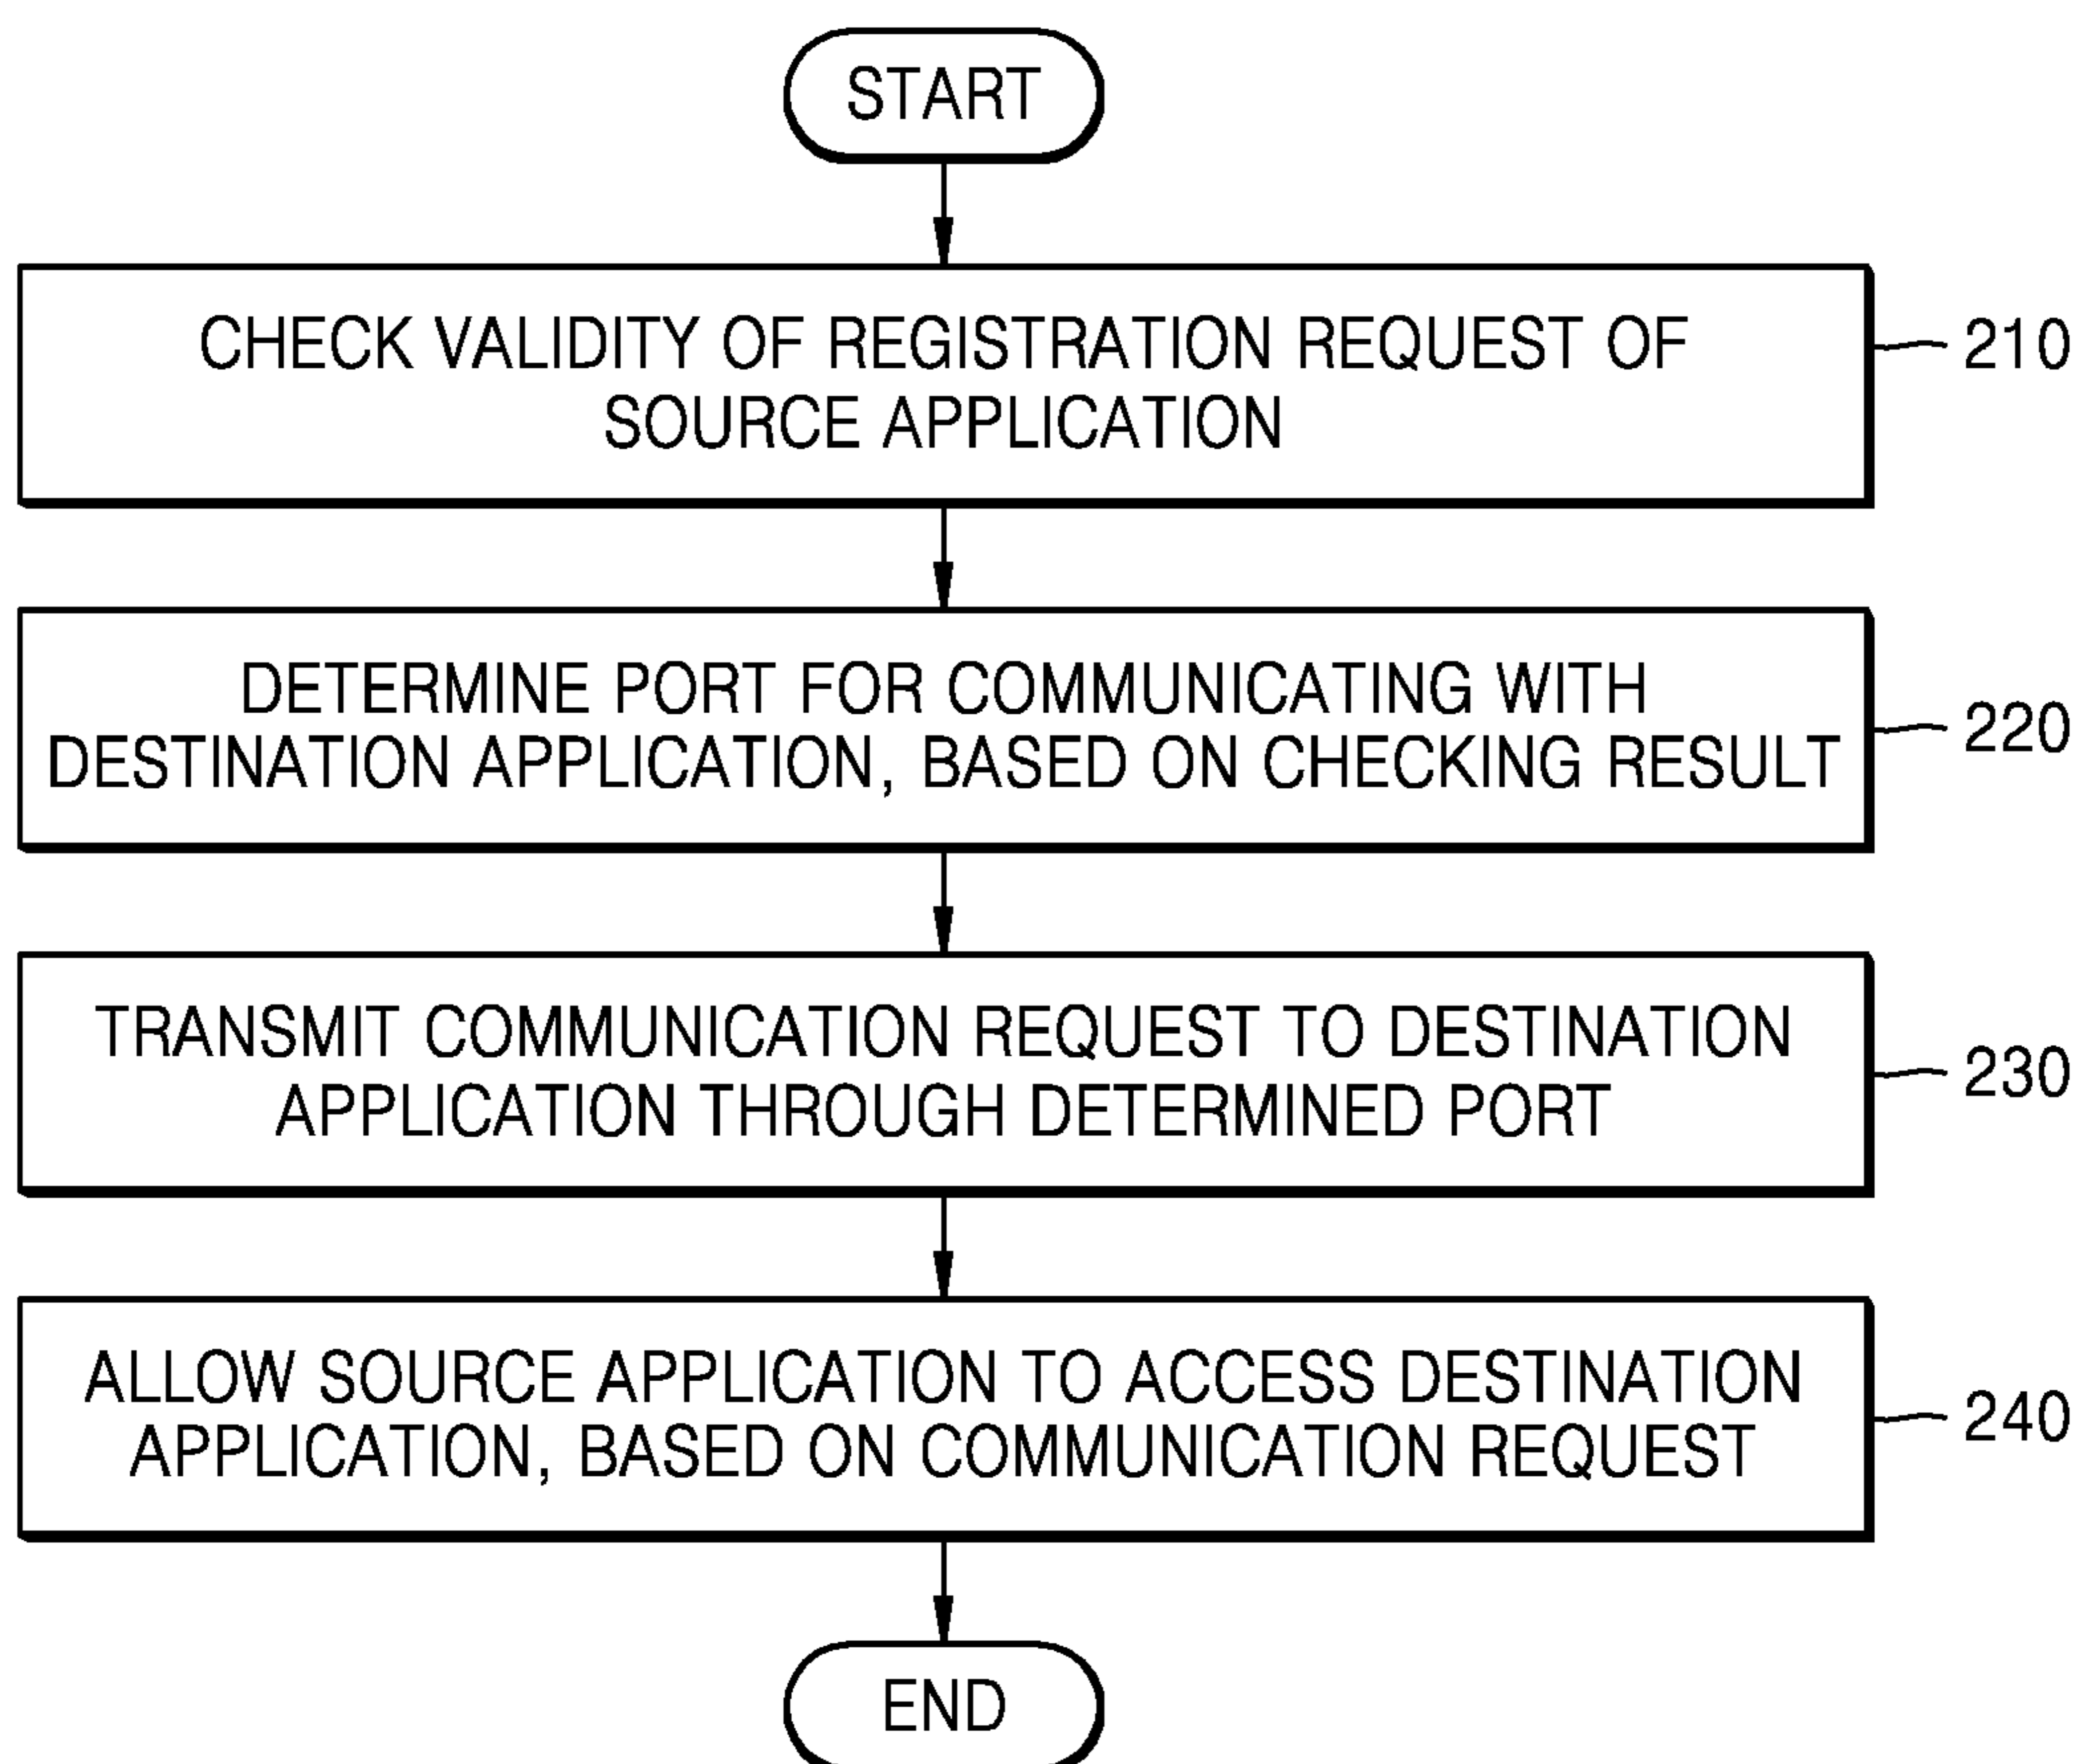 START
CHECK VALIDITY OF REGISTRATION REQUEST OF
SOURCE APPLICATION
210
DETERMINE PORT FOR COMMUNICATING WITH
DESTINATION APPLICATION, BASED ON CHECKING RESULT
220
TRANSMIT COMMUNICATION REQUEST TO DESTINATION
APPLICATION THROUGH DETERMINED PORT
230
ALLOW SOURCE APPLICATION TO ACCESS DESTINATION
APPLICATION, BASED ON COMMUNICATION REQUEST
240
END